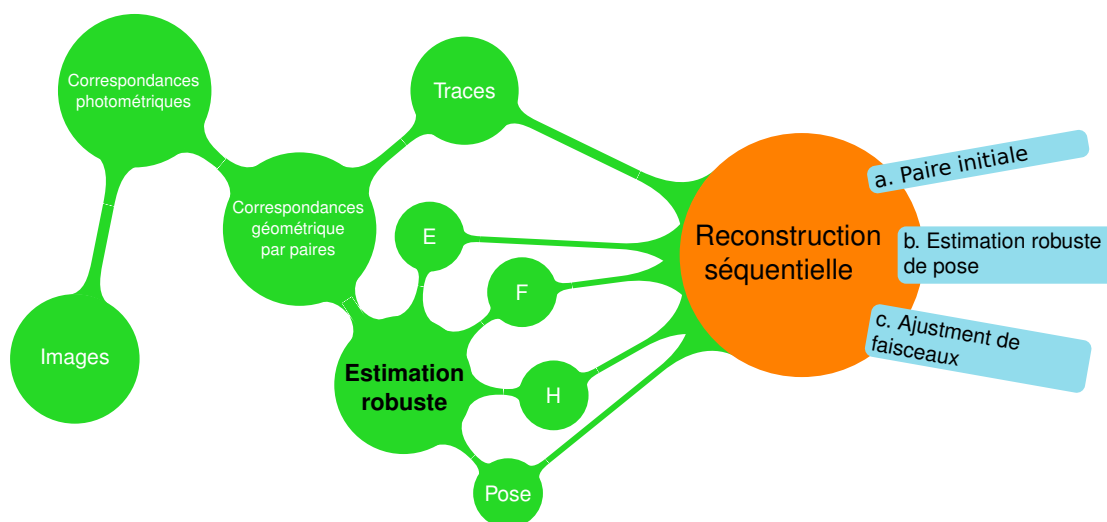 Correspondances
photométriques
Traces
Correspondances
géométrique
par paires
Images
E
F
Estimation
robuste
H
Pose
Reconstruction
séquentielle
a. Paire initiale
b. Estimation robuste
de pose
c. Ajustment de
faisceaux